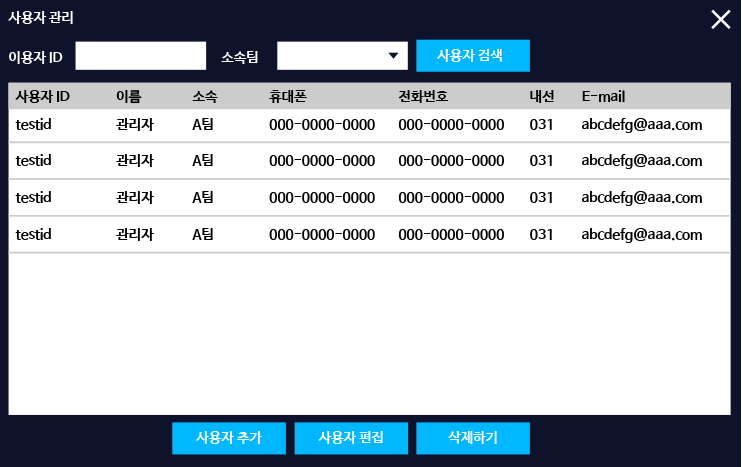 사용자 관리
이용자 ID 소속팀 사용자 검색
사용자 ID 이름 소속 휴대폰 전화번호 내선 E-mail
testid 관리자 A팀 000-0000-0000 000-0000-0000 031 abcdefg@aaa.com
testid 관리자 A팀 000-0000-0000 000-0000-0000 031 abcdefg@aaa.com
testid 관리자 A팀 000-0000-0000 000-0000-0000 031 abcdefg@aaa.com
testid 관리자 A팀 000-0000-0000 000-0000-0000 031 abcdefg@aaa.com
사용자 추가 사용자 편집 삭제하기